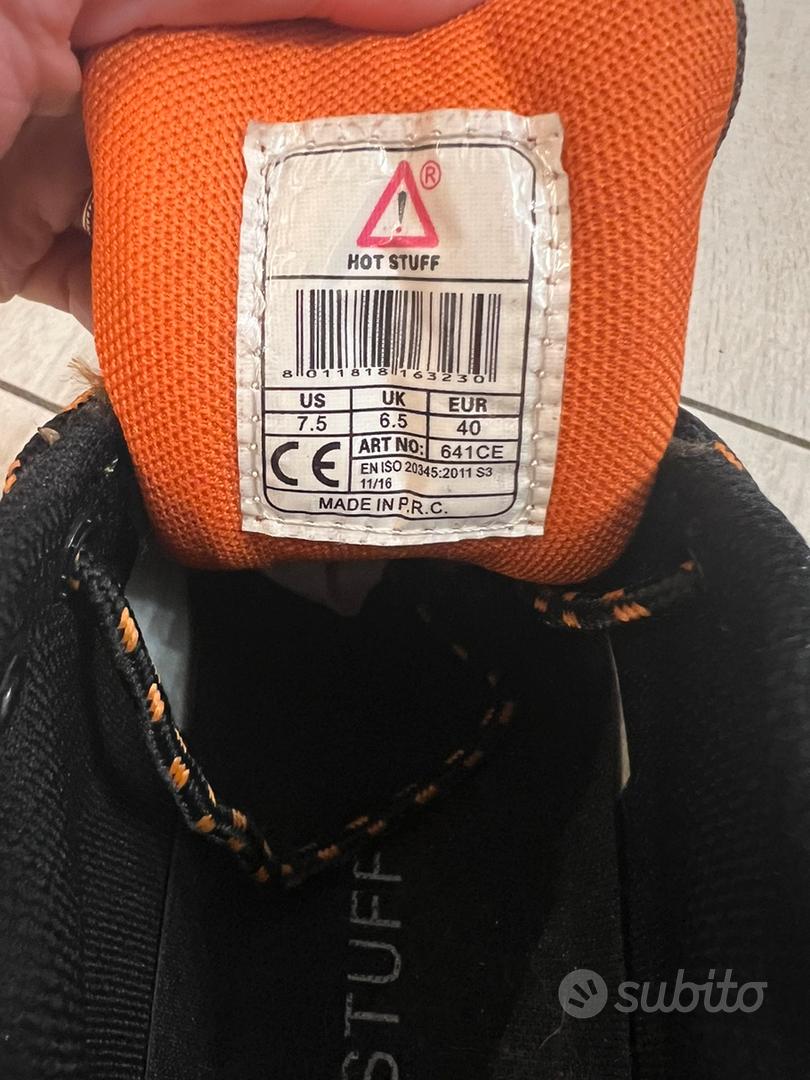 ®
HOT STUFF
8 011818 163230
US UK EUR
7.5 6.5 40
CE ART NO: 641CE
EN ISO 20345:2011 S3
11/16
MADE IN P.R.C.
STUFF
subito